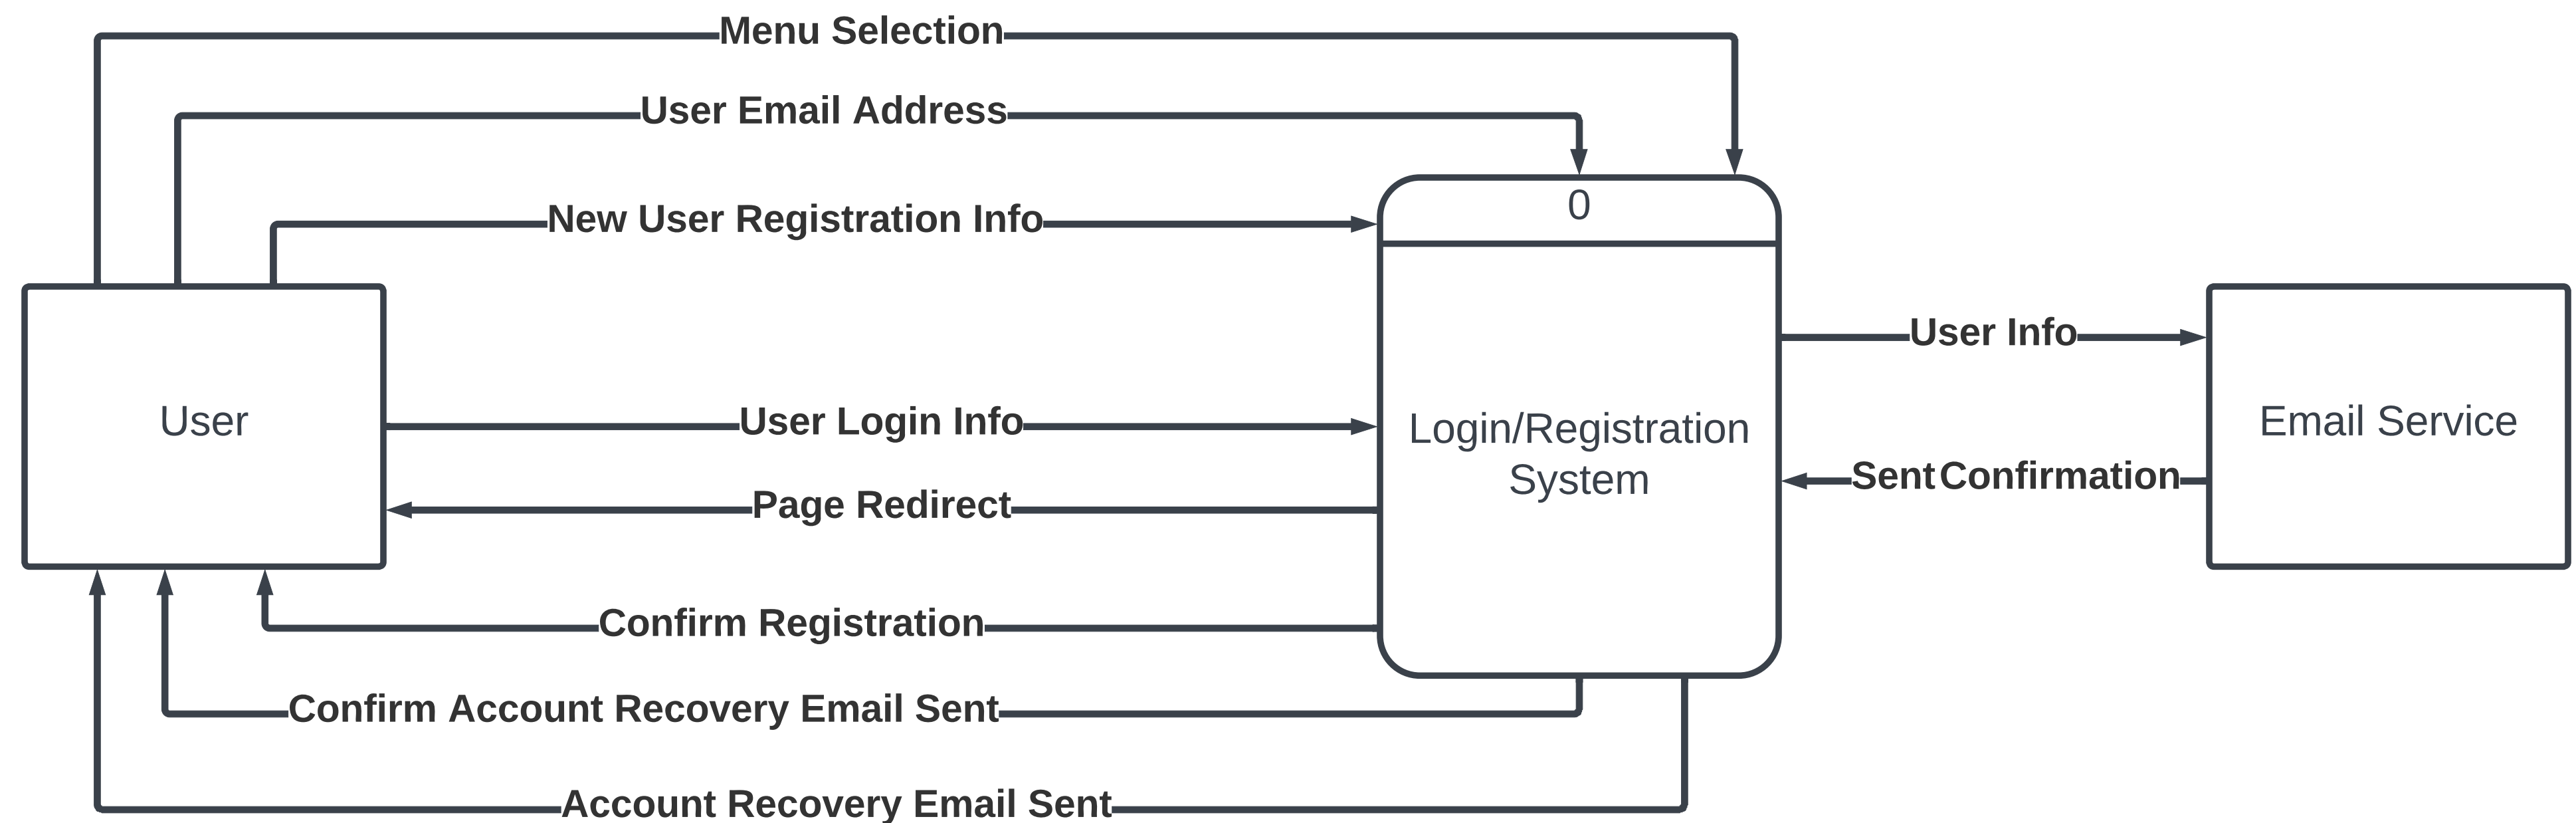 Menu Selection
User Email Address
0
New User Registration Info
User Info
User
User Login Info
Login/Registration
System
Email Service
Sent Confirmation
Page Redirect
Confirm Registration
Confirm Account Recovery Email Sent
Account Recovery Email Sent